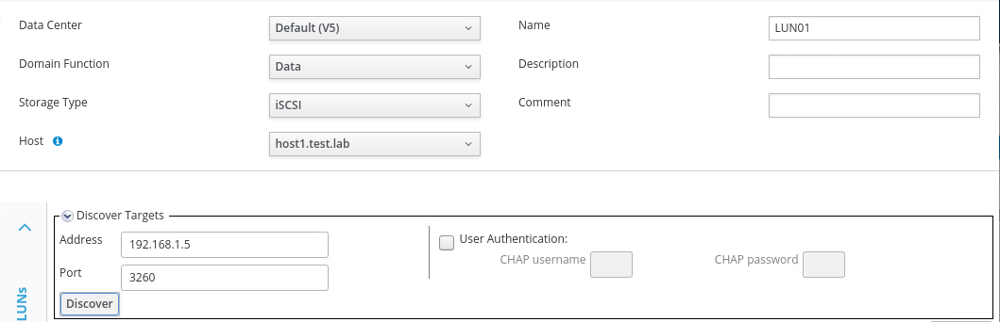 Data Center Default (V5) Name LUN01
Domain Function Data Description
Storage Type iSCSI Comment
Host host1.test.lab
Discover Targets
Address 192.168.1.5 User Authentication:
CHAP username CHAP password
Port 3260
Discover
LUNs